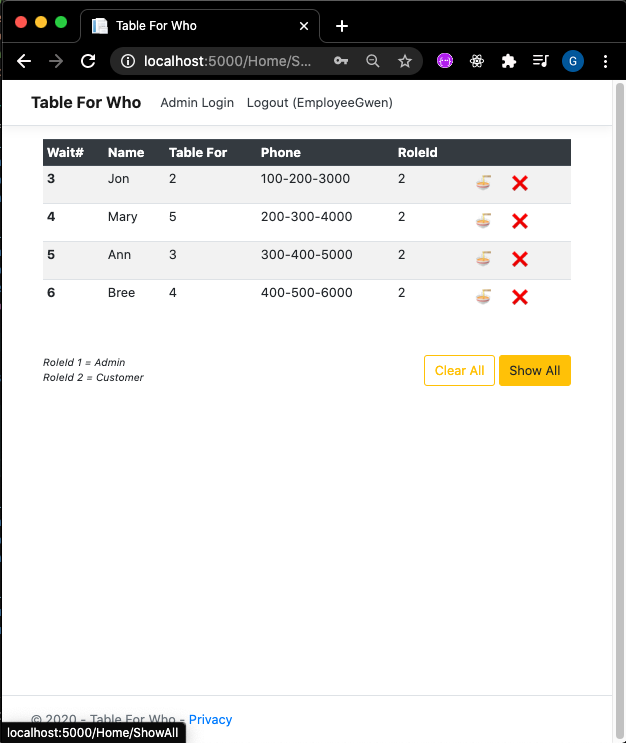 Table For Who
localhost:5000/Home/S...
G
Table For Who Admin Login Logout (EmployeeGwen)
Wait# Name Table For Phone RoleId
3 Jon 2 100-200-3000 2
4 Mary 5 200-300-4000 2
5 Ann 3 300-400-5000 2
6 Bree 4 400-500-6000 2
RoleId 1 = Admin
RoleId 2 = Customer
Clear All Show All
© 2020 - Table For Who - Privacy
localhost:5000/Home/ShowAll